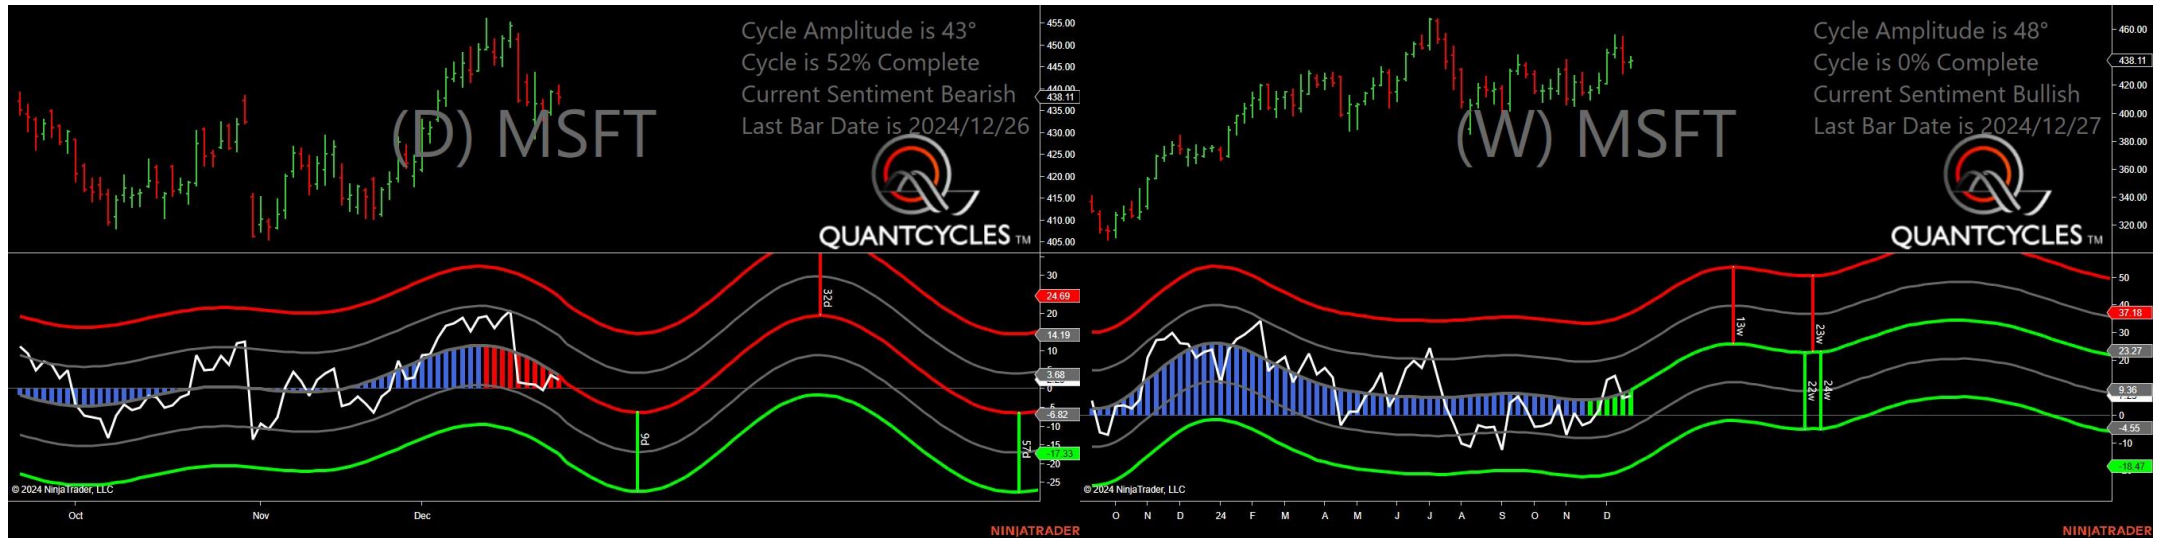 Cycle Amplitude is 43°
Cycle is 52% Complete
Current Sentiment Bearish
Last Bar Date is 2024/12/26
(D) MSFT
QUANTCYCLES TM
455.00
450.00
445.00
440.00
438.11
435.00
430.00
425.00
420.00
415.00
410.00
405.00
30
24.69
20
14.19
10
3.68
0
-6.82
-10
-17.33
-20
-25
9d
32d
57d
© 2024 NinjaTrader, LLC
Oct
Nov
Dec
NINJATRADER
Cycle Amplitude is 48°
Cycle is 0% Complete
Current Sentiment Bullish
Last Bar Date is 2024/12/27
(W) MSFT
QUANTCYCLES TM
460.00
438.11
420.00
400.00
380.00
360.00
340.00
320.00
50
40
37.18
30
23.27
20
9.36
0
-4.55
-10
-18.47
13w
23w
22w
24w
© 2024 NinjaTrader, LLC
O N D 24 F M A M J J A S O N D
NINJATRADER